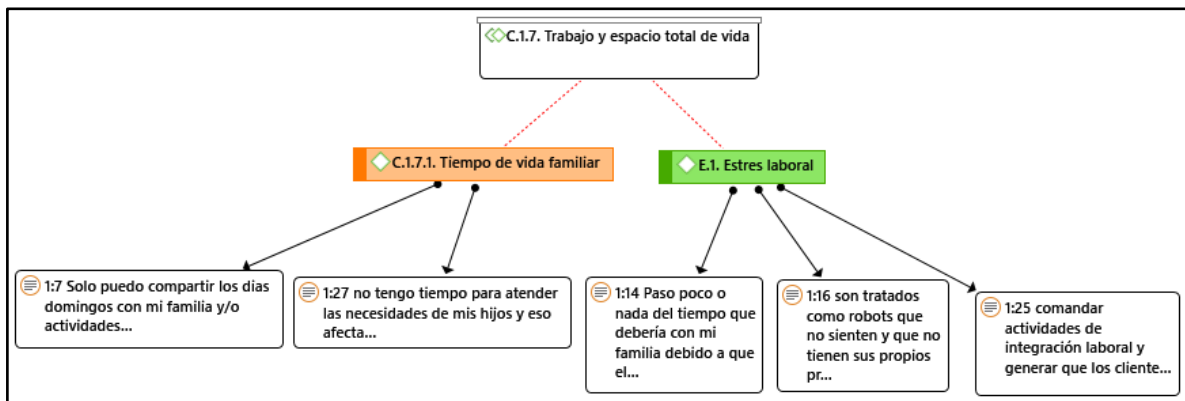 C.1.7. Trabajo y espacio total de vida
C.1.7.1. Tiempo de vida familiar
E.1. Estres laboral
1:7 Solo puedo compartir los dias
domingos con mi familia y/o
actividades...
1:27 no tengo tiempo para atender
las necesidades de mis hijos y eso
afecta...
1:14 Paso poco o
nada del tiempo que
debería con mi
familia debido a que
el...
1:16 son tratados
como robots que
no sienten y que no
tienen sus propios
pr...
1:25 comandar
actividades de
integración laboral y
generar que los cliente...